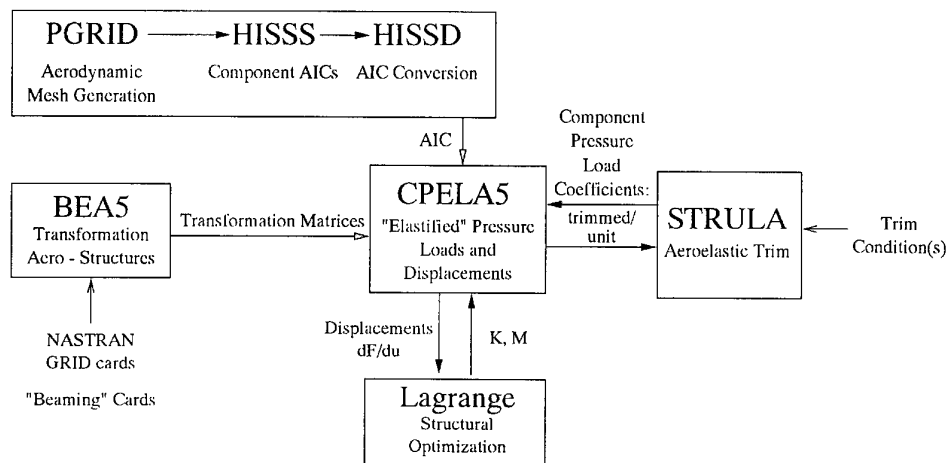 PGRID
HISSS
HISSD
Aerodynamic
Mesh Generation
Component AICs
AIC Conversion
AIC
Component
Pressure
Load
Coefficients:
trimmed/
unit
BEA5
Transformation
Aero - Structures
Transformation Matrices
CPELA5
"Elastified" Pressure
Loads and
Displacements
STRULA
Aeroelastic Trim
Trim
Condition(s)
NASTRAN
GRID cards
"Beaming" Cards
Displacements
dF/du
K, M
Lagrange
Structural
Optimization